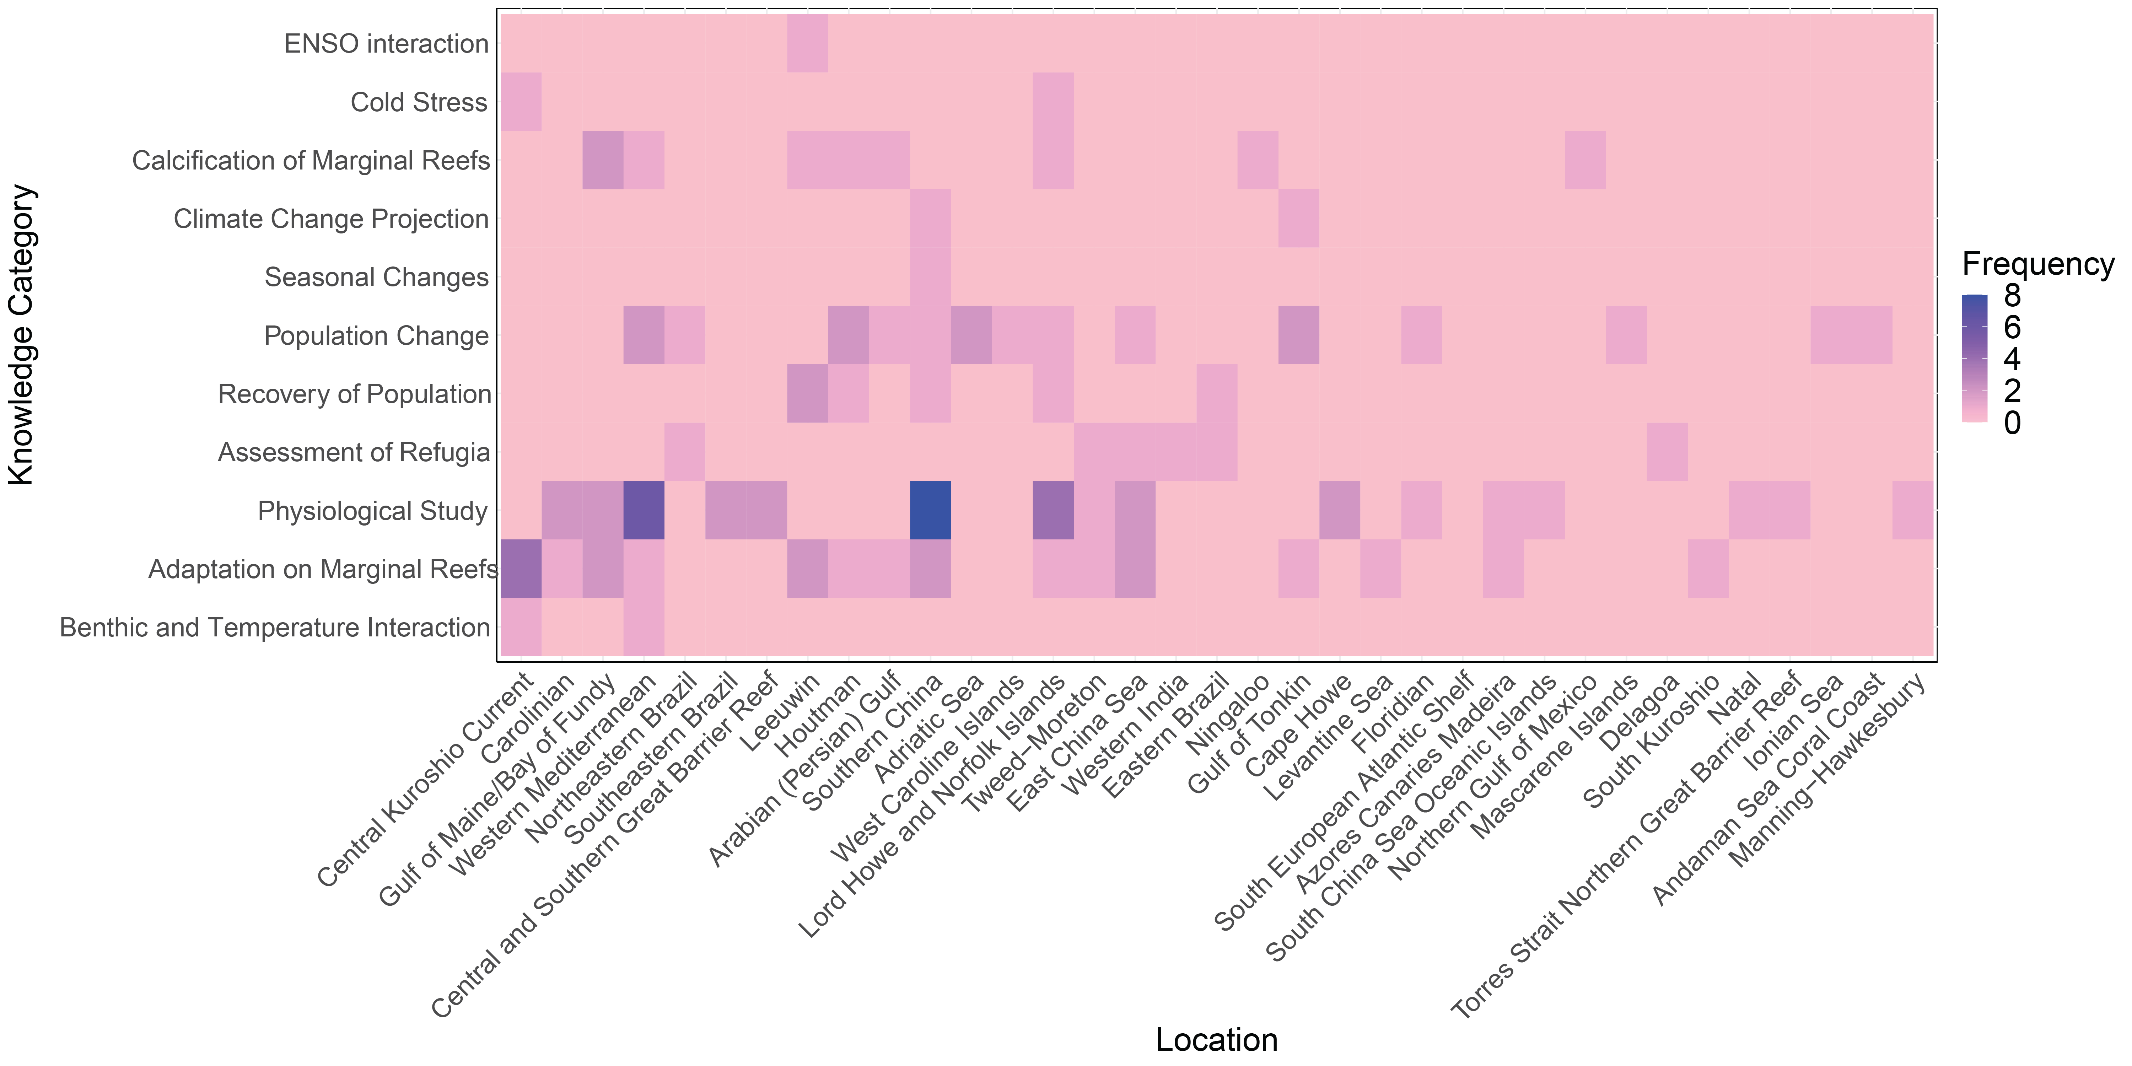 ENSO interaction
Cold Stress
Calcification of Marginal Reefs
Climate Change Projection
Seasonal Changes
Population Change
Recovery of Population
Assessment of Refugia
Physiological Study
Adaptation on Marginal Reefs
Benthic and Temperature Interaction
Knowledge Category
Central Kuroshio Current
Carolinian
Gulf of Maine/Bay of Fundy
Western Mediterranean
Northeastern Brazil
Southeastern Brazil
Central and Southern Great Barrier Reef
Leeuwin
Houtman
Arabian (Persian) Gulf
Southern China
Adriatic Sea
West Caroline Islands
Lord Howe and Norfolk Islands
Tweed−Moreton
East China Sea
Western India
Eastern Brazil
Ningaloo
Gulf of Tonkin
Cape Howe
Levantine Sea
Floridian
South European Atlantic Shelf
Azores Canaries Madeira
South China Sea Oceanic Islands
Northern Gulf of Mexico
Mascarene Islands
Delagoa
South Kuroshio
Natal
Torres Strait Northern Great Barrier Reef
Ionian Sea
Andaman Sea Coral Coast
Manning−Hawkesbury
Location
Frequency
8
6
4
2
0